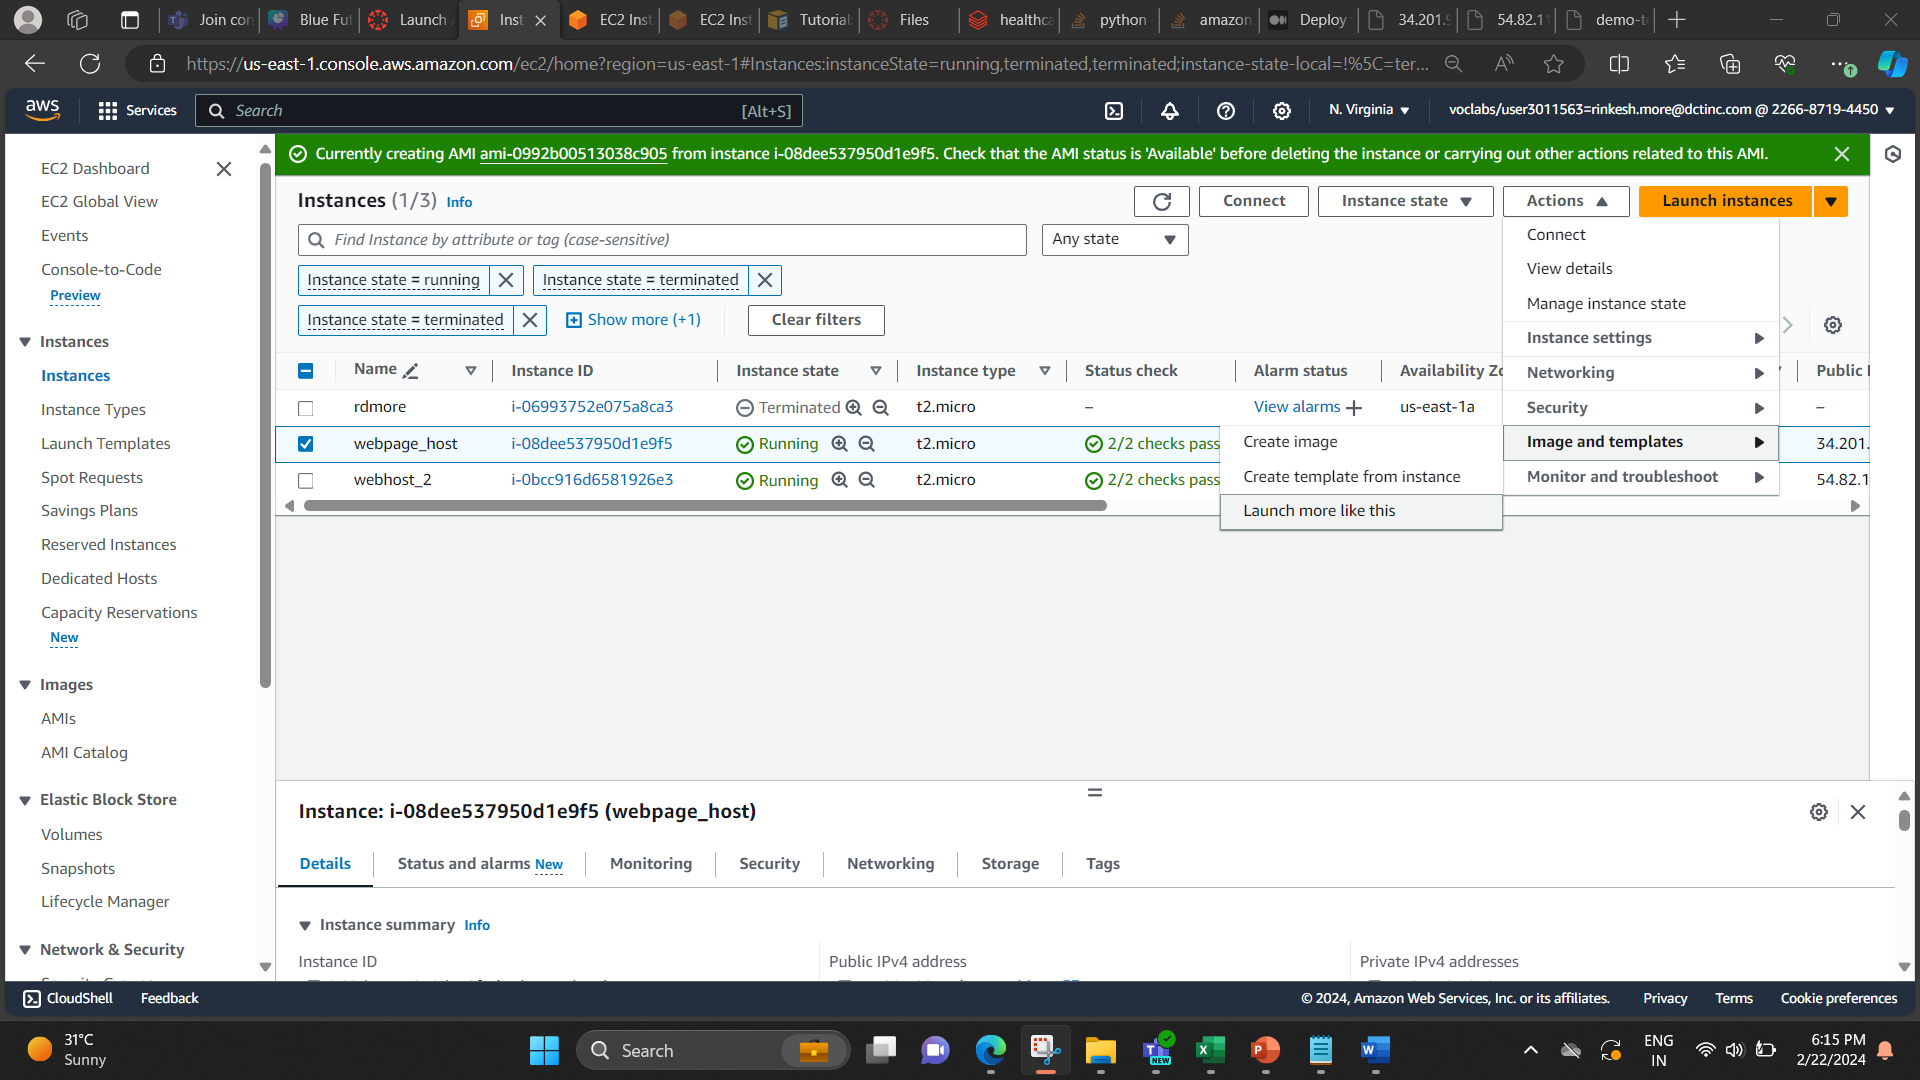 Join con
Blue Fut
Launch
Inst
EC2 Inst
EC2 Inst
Tutorial
Files
healthca
python
amazon
Deploy
34.201.9
54.82.11
demo-te
https://us-east-1.console.aws.amazon.com/ec2/home?region=us-east-1#Instances:instanceState=running,terminated,terminated;instance-state-local=!%5C=ter...
aws
Services
Search
[Alt+S]
N. Virginia
voclabs/user3011563=rinkesh.more@dctinc.com @ 2266-8719-4450
EC2 Dashboard
EC2 Global View
Events
Console-to-Code
Preview
Instances
Instances
Instance Types
Launch Templates
Spot Requests
Savings Plans
Reserved Instances
Dedicated Hosts
Capacity Reservations
New
Images
AMIs
AMI Catalog
Elastic Block Store
Volumes
Snapshots
Lifecycle Manager
Network & Security
Currently creating AMI ami-0992b00513038c905 from instance i-08dee537950d1e9f5. Check that the AMI status is 'Available' before deleting the instance or carrying out other actions related to this AMI.
Instances (1/3) Info
Connect
Instance state
Actions
Launch instances
Find Instance by attribute or tag (case-sensitive)
Any state
Instance state = running
Instance state = terminated
Instance state = terminated
Show more (+1)
Clear filters
Connect
View details
Manage instance state
Instance settings
Networking
Security
Image and templates
Monitor and troubleshoot
Create image
Create template from instance
Launch more like this
Name Instance ID Instance state Instance type Status check Alarm status Availability Zo Public I
rdmore i-06993752e075a8ca3 Terminated t2.micro – View alarms us-east-1a –
webpage_host i-08dee537950d1e9f5 Running t2.micro 2/2 checks pass 34.201.
webhost_2 i-0bcc916d6581926e3 Running t2.micro 2/2 checks pass 54.82.1
Instance: i-08dee537950d1e9f5 (webpage_host)
Details
Status and alarms New
Monitoring
Security
Networking
Storage
Tags
Instance summary Info
Instance ID
Public IPv4 address
Private IPv4 addresses
CloudShell
Feedback
© 2024, Amazon Web Services, Inc. or its affiliates.
Privacy
Terms
Cookie preferences
31°C
Sunny
Search
NEW
ENG
IN
6:15 PM
2/22/2024